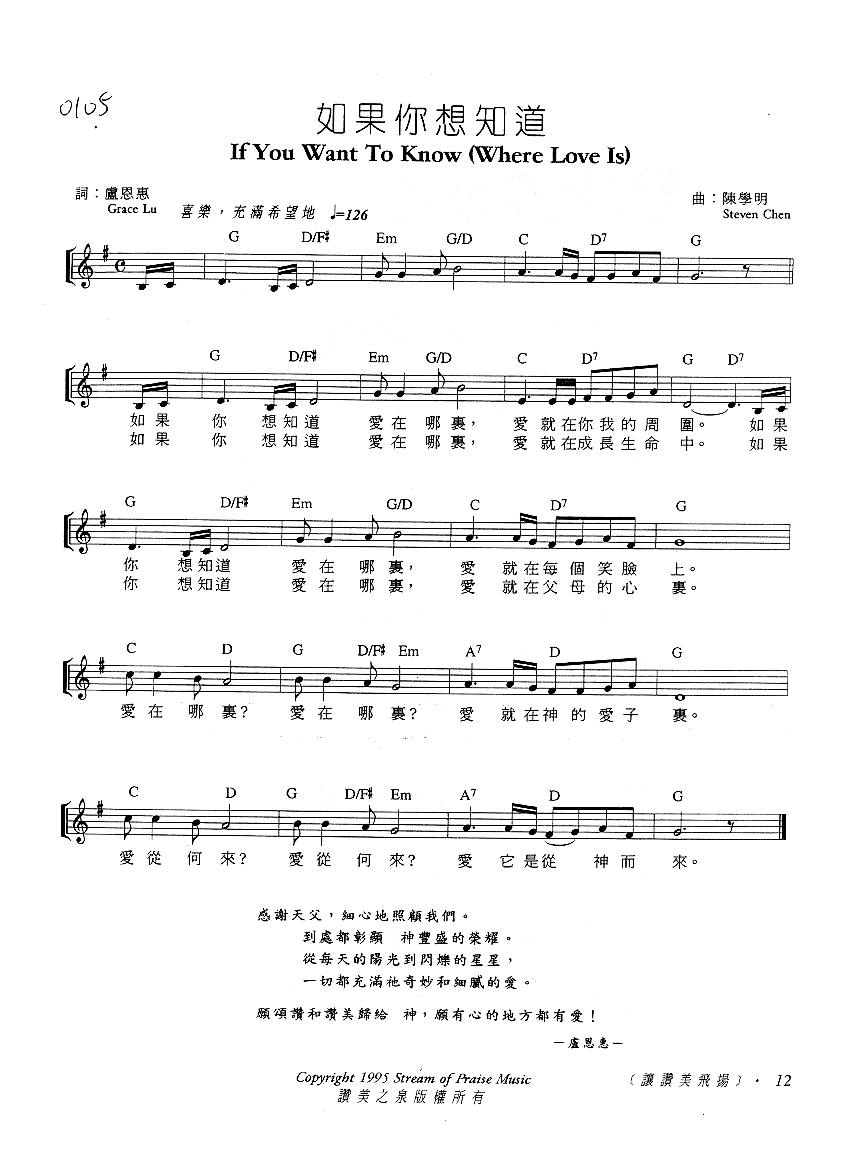 0105
如果你想知道
If You Want To Know (Where Love Is)
詞：盧恩惠
Grace Lu
喜樂，充滿希望地 ♩=126
曲：陳學明
Steven Chen
G D/F# Em G/D C D7 G
G D/F# Em G/D C D7 G D7
如果 你 想知道 愛在哪裏， 愛就在你我的周圍。 如果
如果 你 想知道 愛在哪裏， 愛就在成長生命中。 如果
G D/F# Em G/D C D7 G
你 想知道 愛在哪裏， 愛就在每個笑臉上。
你 想知道 愛在哪裏， 愛就在父母的心裏。
C D G D/F# Em A7 D G
愛在哪裏？ 愛在哪裏？ 愛就在神的愛子裏。
C D G D/F# Em A7 D G
愛從何來？ 愛從何來？ 愛它是從神而來。
感謝天父，細心地照顧我們。
到處都彰顯 神豐盛的榮耀。
從每天的陽光到閃爍的星星，
一切都充滿祂奇妙和細膩的愛。
願頌讚和讚美歸給 神，願有心的地方都有愛！
－盧恩惠－
Copyright 1995 Stream of Praise Music
讚美之泉版權所有
（讓讚美飛揚）· 12